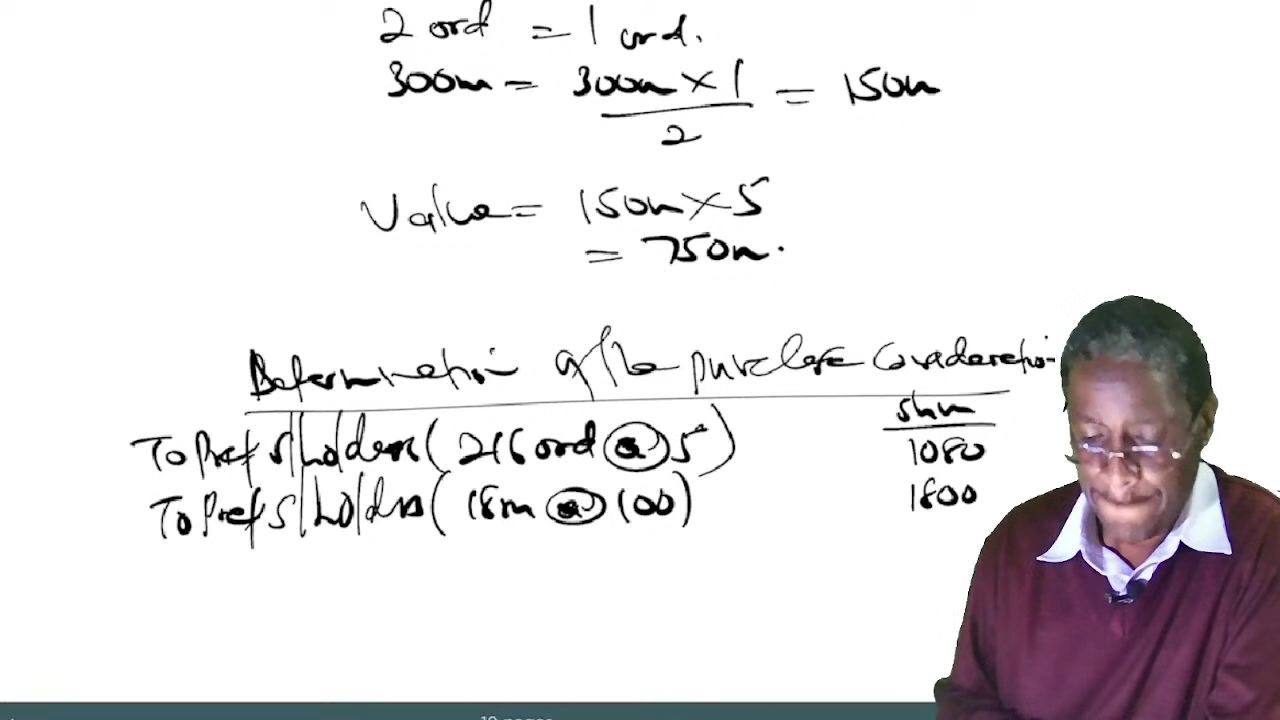 2 ord = 1 ord.
300m = 300m × 1 = 150m
2
Value = 150m × 5
= 750m.
Determination of the purchase consideration
shm
To Pref s/holders (216 ord @ 5) 1080
To Pref s/holders (18m @ 100) 1800